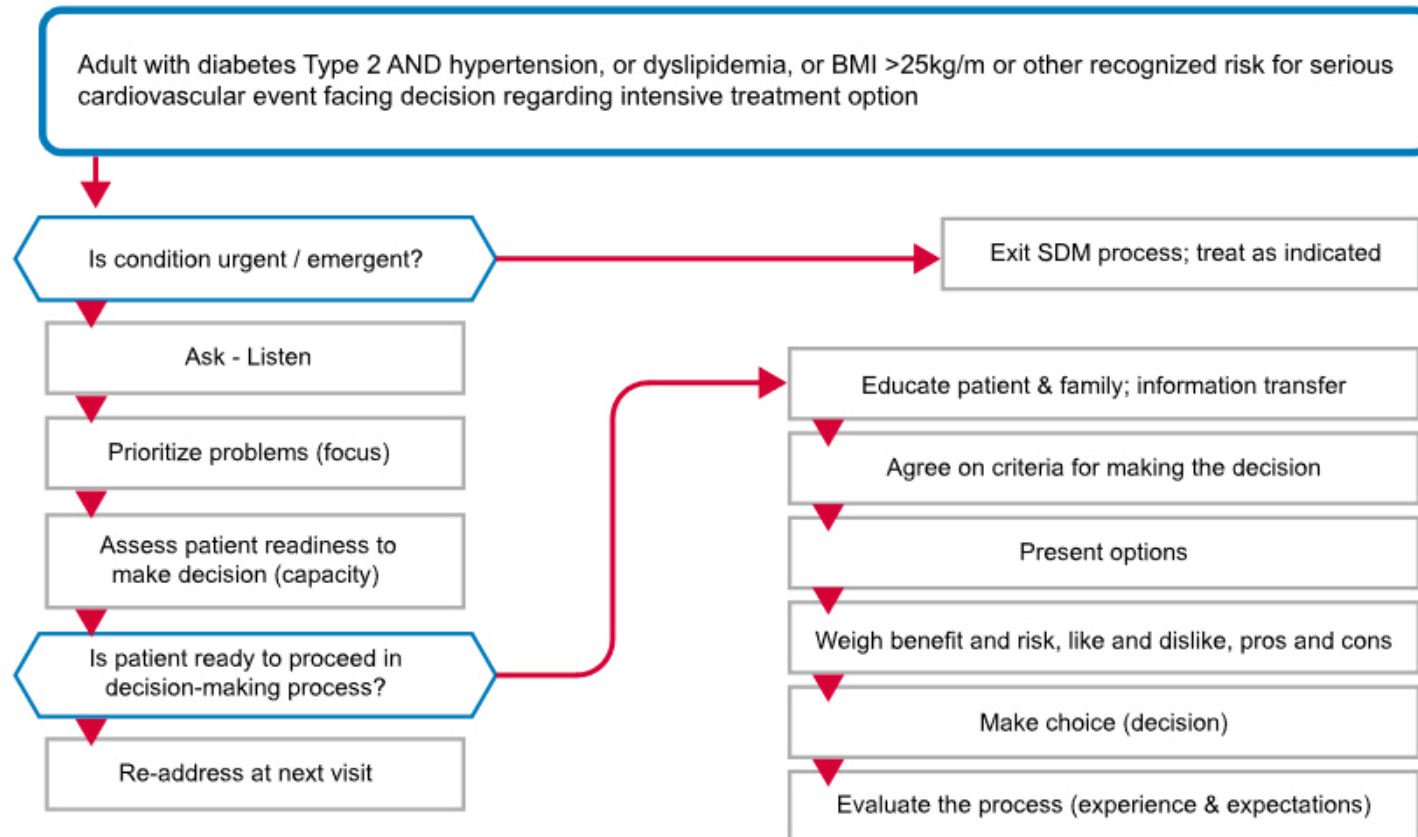 Adult with diabetes Type 2 AND hypertension, or dyslipidemia, or BMI >25kg/m or other recognized risk for serious
cardiovascular event facing decision regarding intensive treatment option
Is condition urgent / emergent?
Exit SDM process; treat as indicated
Ask - Listen
Prioritize problems (focus)
Assess patient readiness to
make decision (capacity)
Is patient ready to proceed in
decision-making process?
Re-address at next visit
Educate patient & family; information transfer
Agree on criteria for making the decision
Present options
Weigh benefit and risk, like and dislike, pros and cons
Make choice (decision)
Evaluate the process (experience & expectations)